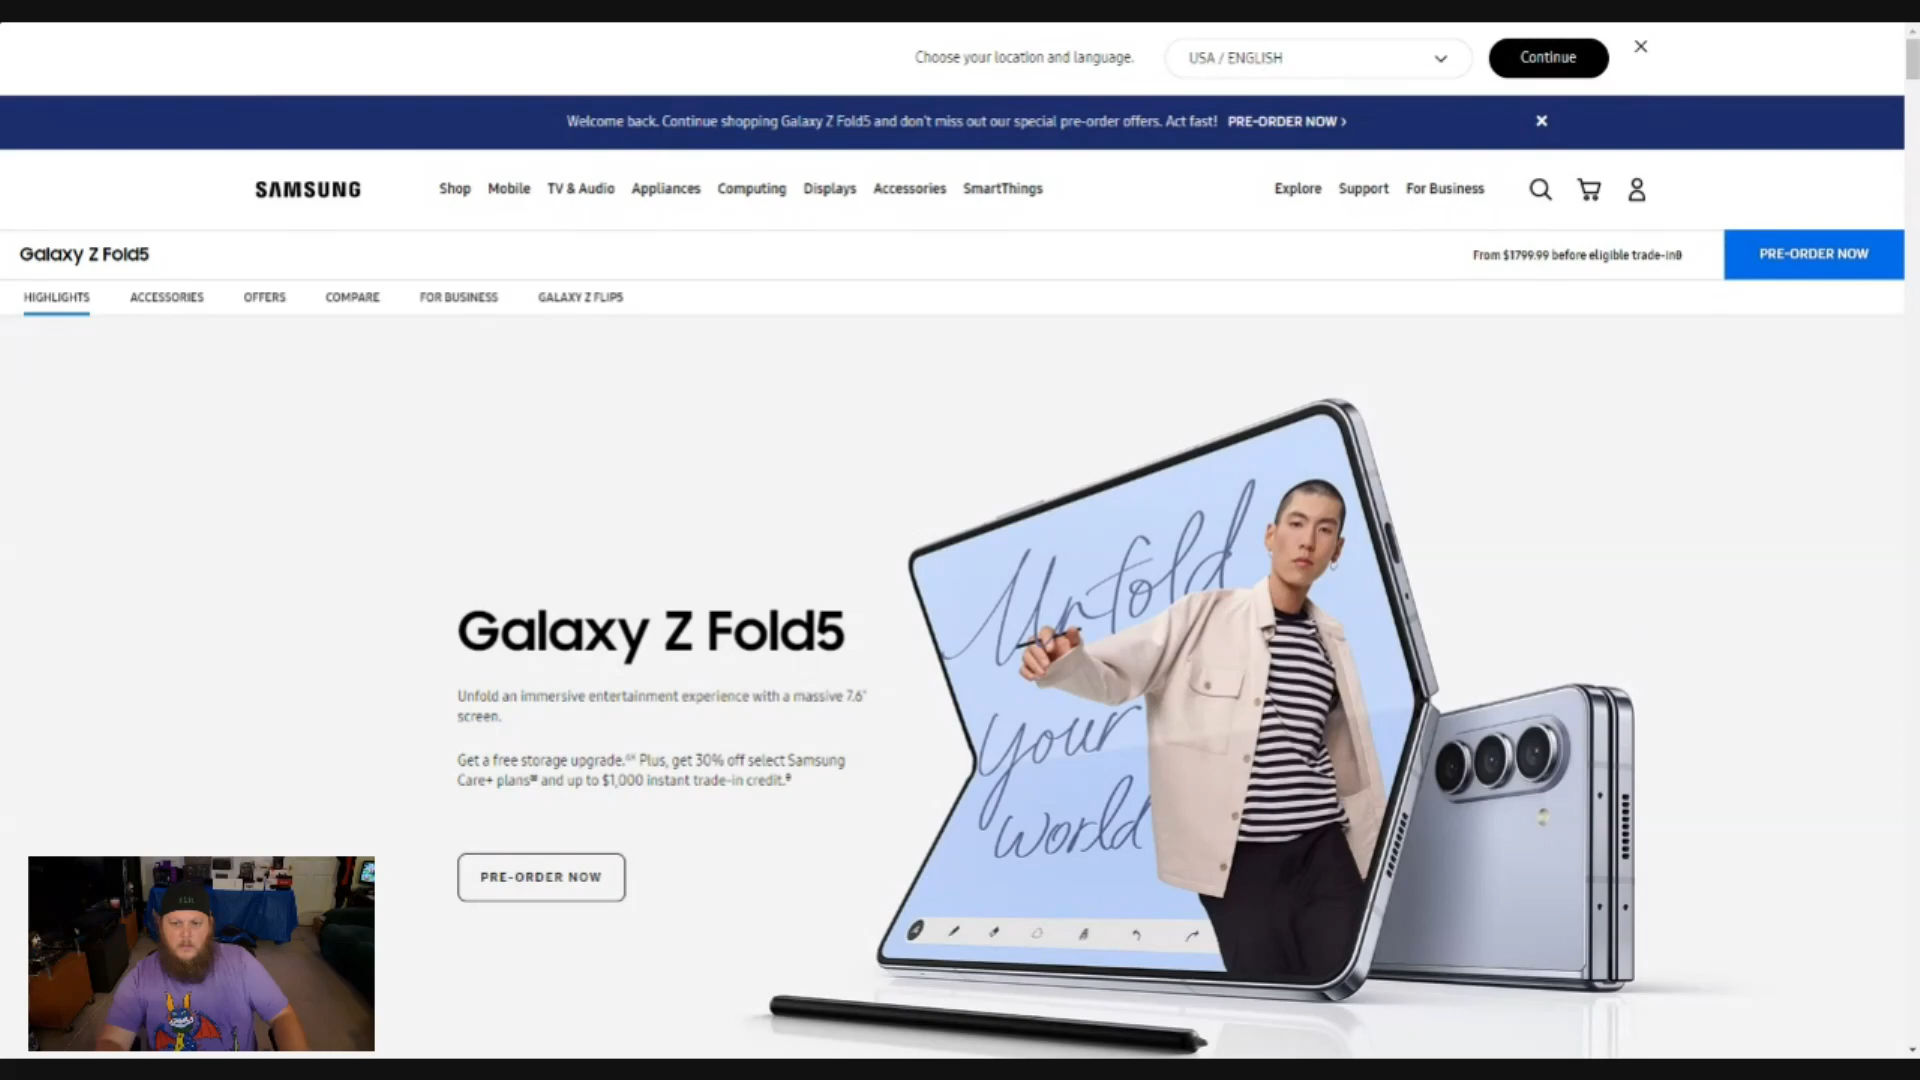 Choose your location and language.
USA / ENGLISH
Continue
Welcome back. Continue shopping Galaxy Z Fold5 and don't miss out our special pre-order offers. Act fast! PRE-ORDER NOW >
SAMSUNG
Shop Mobile TV & Audio Appliances Computing Displays Accessories SmartThings
Explore Support For Business
Galaxy Z Fold5
From $1799.99 before eligible trade-in
PRE-ORDER NOW
HIGHLIGHTS ACCESSORIES OFFERS COMPARE FOR BUSINESS GALAXY Z FLIP5
Galaxy Z Fold5
Unfold an immersive entertainment experience with a massive 7.6"
screen.
Get a free storage upgrade. Plus, get 30% off select Samsung
Care+ plans and up to $1,000 instant trade-in credit.
PRE-ORDER NOW
Unfold
your
world